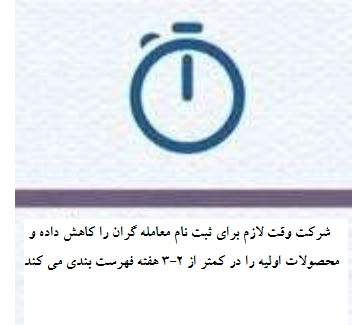 شرکت وقت لازم برای ثبت نام معامله گران را کاهش داده و
محصولات اولیه را در کمتر از ۲-۳ هفته فهرست بندی می کند